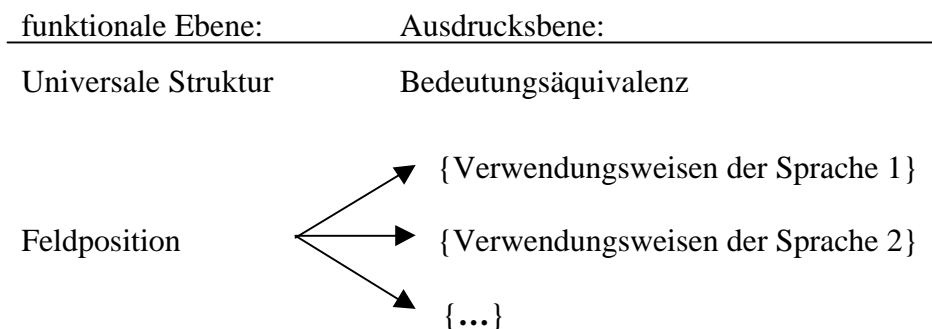 funktionale Ebene: Ausdrucksbene:
Universale Struktur Bedeutungsäquivalenz
{Verwendungsweisen der Sprache 1}
Feldposition {Verwendungsweisen der Sprache 2}
{...}